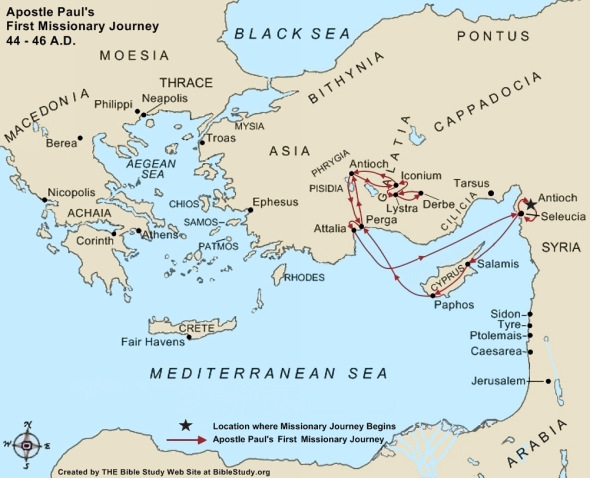 Apostle Paul's
First Missionary Journey
44 - 46 A.D.
BLACK SEA
PONTUS
MOESIA
BITHYNIA
THRACE
Neapolis
Philippi
MACEDONIA
CAPPADOCIA
MYSIA
Troas
Berea
GALATIA
ASIA
PHRYGIA
Antioch
Iconium
AEGEAN
SEA
PISIDIA
Tarsus
Nicopolis
CHIOS
Ephesus
Lystra
Derbe
CILICIA
Antioch
Seleucia
ACHAIA
SAMOS
Perga
Attalia
Corinth
Athens
PATMOS
SYRIA
Salamis
CYPRUS
RHODES
Paphos
CRETE
Fair Havens
Sidon
Tyre
Ptolemais
Caesarea
MEDITERRANEAN SEA
Jerusalem
ARABIA
N
W E
S
Location where Missionary Journey Begins
Apostle Paul's First Missionary Journey
Created by THE Bible Study Web Site at BibleStudy.org